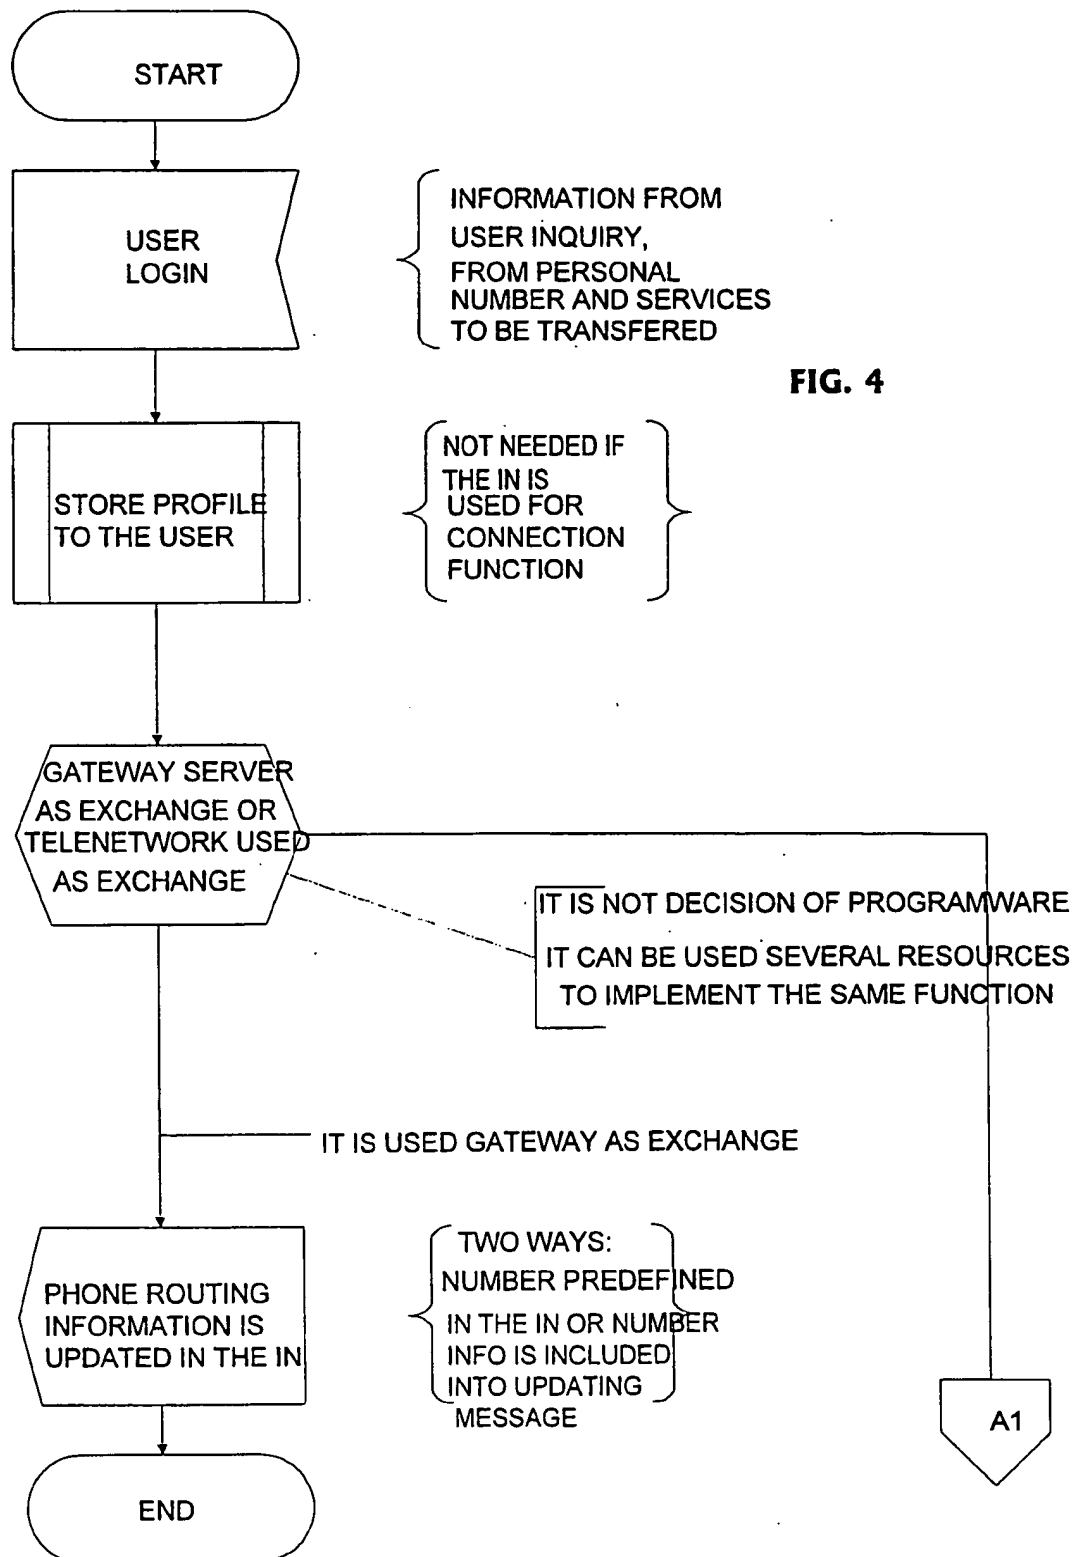 START
USER
LOGIN
INFORMATION FROM
USER INQUIRY,
FROM PERSONAL
NUMBER AND SERVICES
TO BE TRANSFERED
FIG. 4
STORE PROFILE
TO THE USER
NOT NEEDED IF
THE IN IS
USED FOR
CONNECTION
FUNCTION
GATEWAY SERVER
AS EXCHANGE OR
TELENETWORK USED
AS EXCHANGE
IT IS NOT DECISION OF PROGRAMWARE
IT CAN BE USED SEVERAL RESOURCES
TO IMPLEMENT THE SAME FUNCTION
IT IS USED GATEWAY AS EXCHANGE
PHONE ROUTING
INFORMATION IS
UPDATED IN THE IN
TWO WAYS:
NUMBER PREDEFINED
IN THE IN OR NUMBER
INFO IS INCLUDED
INTO UPDATING
MESSAGE
A1
END